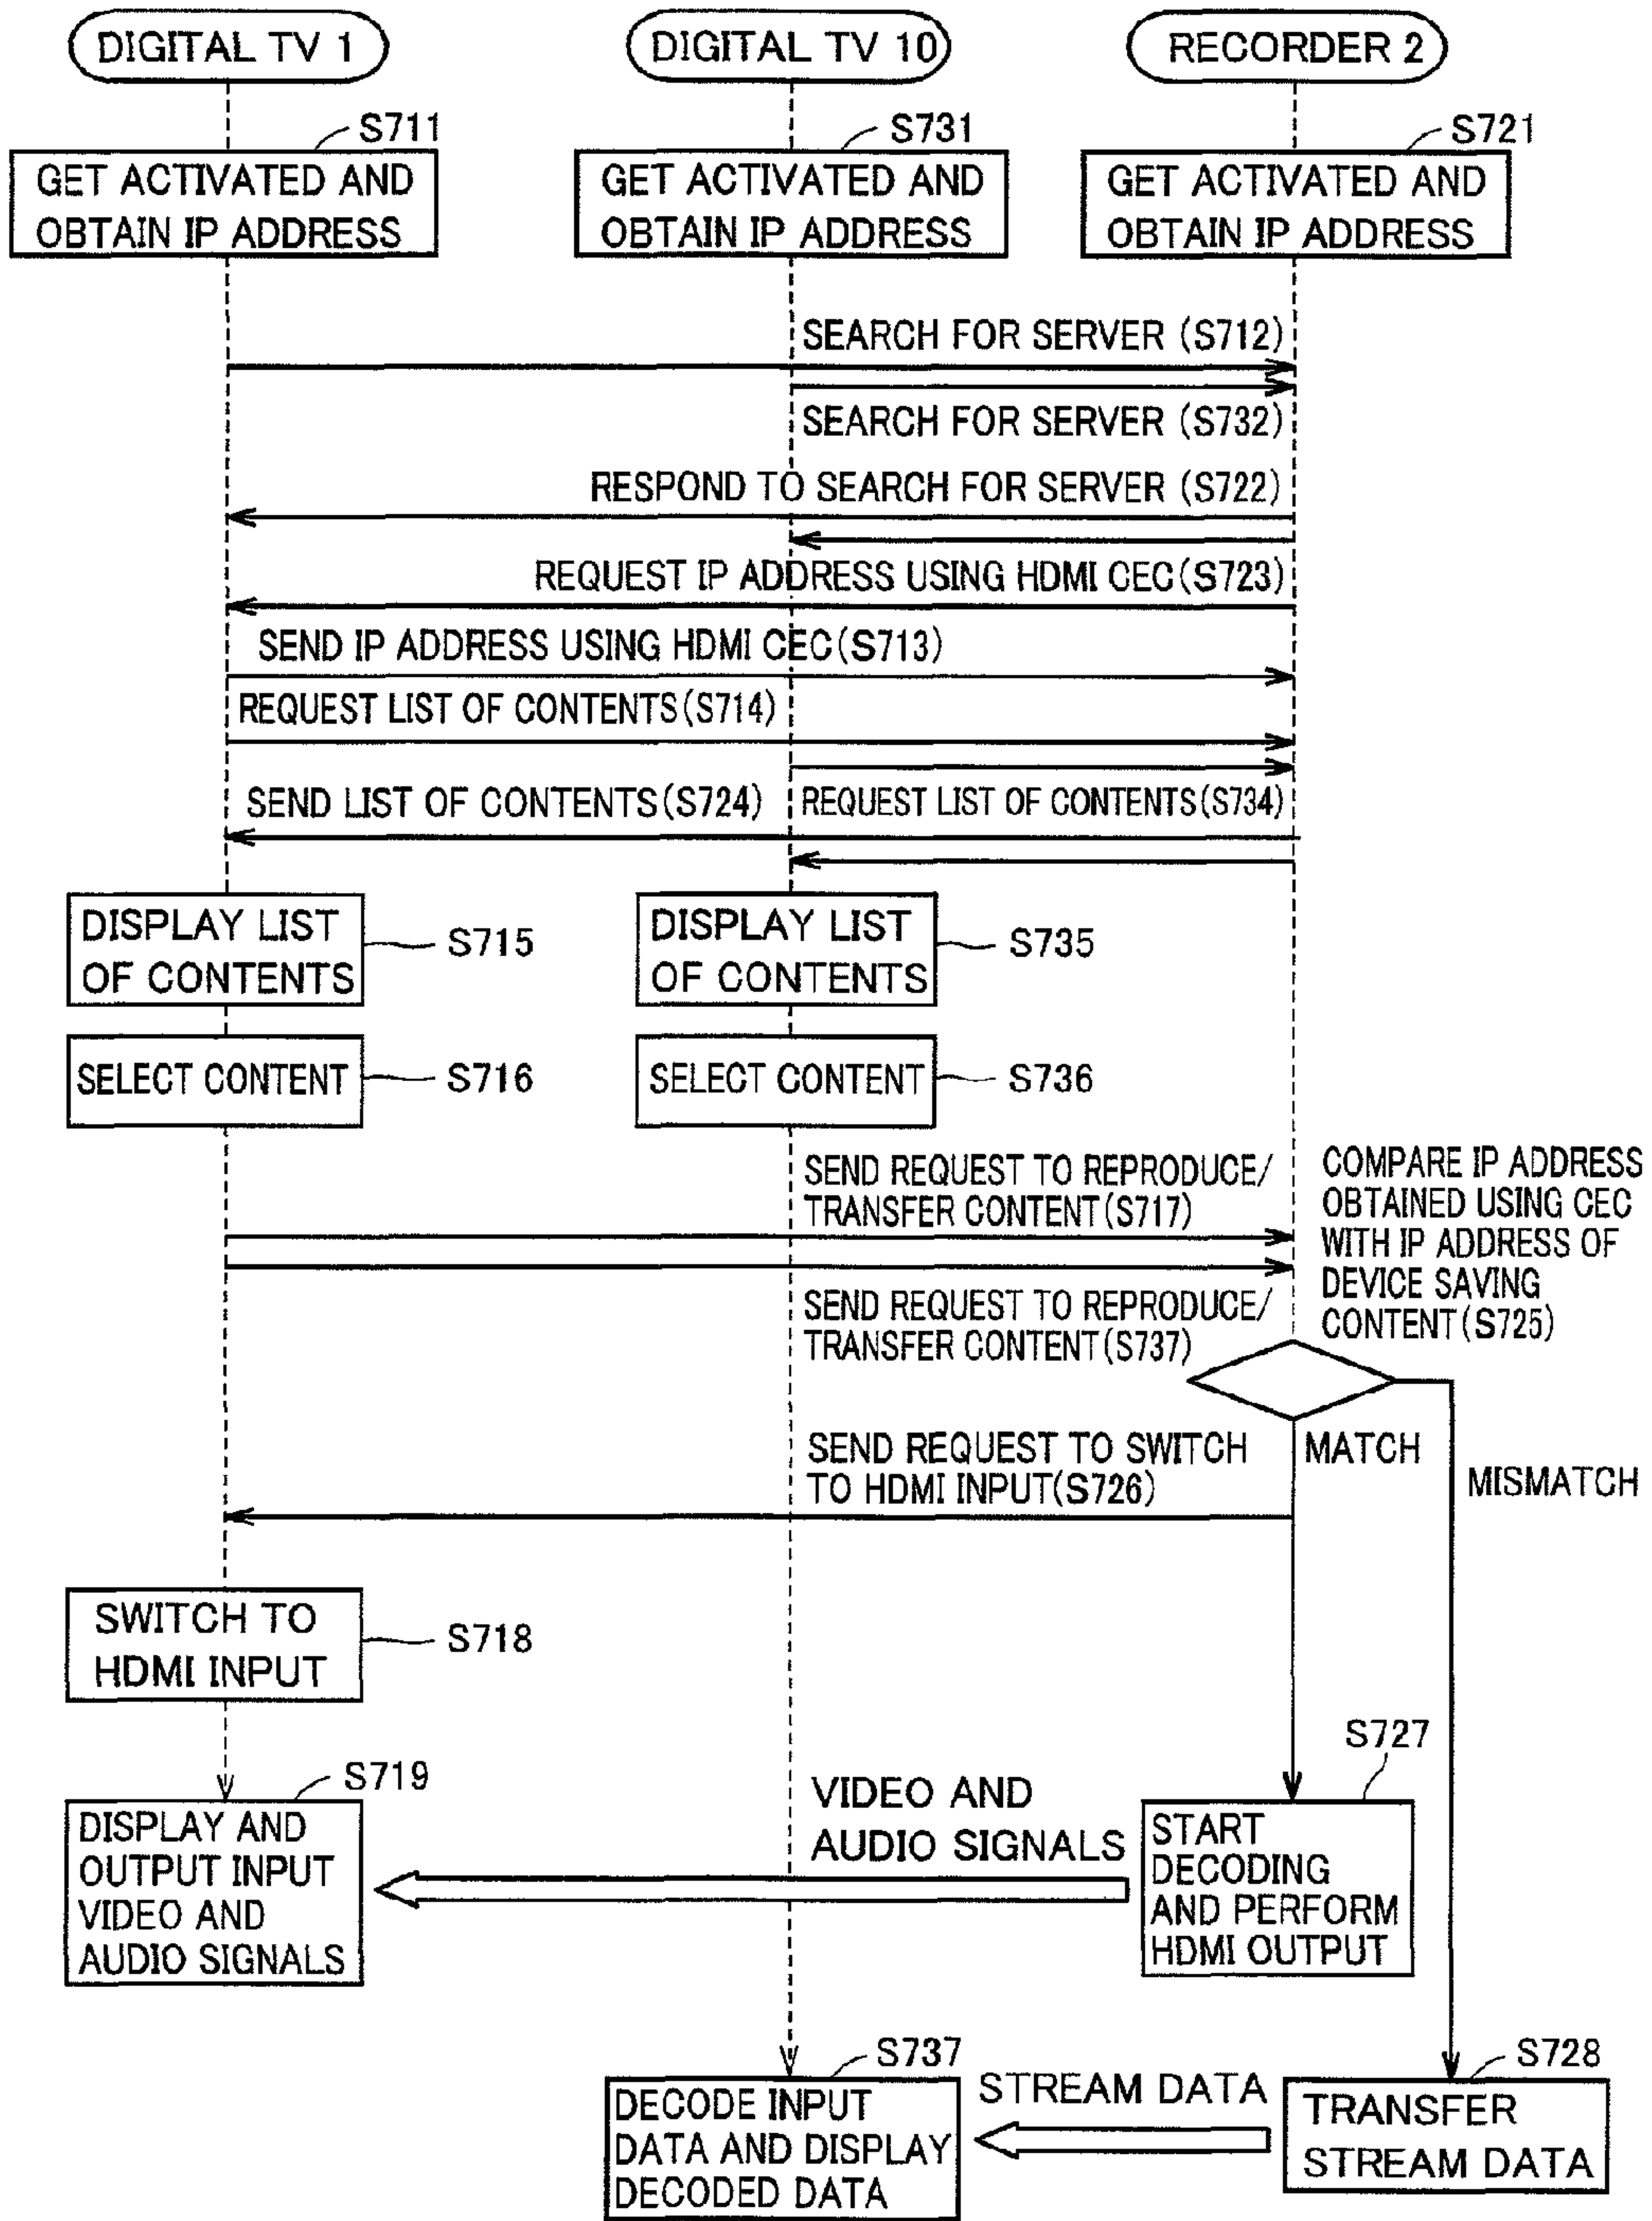 DIGITAL TV 1
DIGITAL TV 10
RECORDER 2
S711
S731
S721
GET ACTIVATED AND
OBTAIN IP ADDRESS
GET ACTIVATED AND
OBTAIN IP ADDRESS
GET ACTIVATED AND
OBTAIN IP ADDRESS
SEARCH FOR SERVER (S712)
SEARCH FOR SERVER (S732)
RESPOND TO SEARCH FOR SERVER (S722)
REQUEST IP ADDRESS USING HDMI CEC(S723)
SEND IP ADDRESS USING HDMI CEC(S713)
REQUEST LIST OF CONTENTS(S714)
SEND LIST OF CONTENTS(S724)
REQUEST LIST OF CONTENTS(S734)
DISPLAY LIST
OF CONTENTS
S715
DISPLAY LIST
OF CONTENTS
S735
SELECT CONTENT
S716
SELECT CONTENT
S736
SEND REQUEST TO REPRODUCE/
TRANSFER CONTENT(S717)
COMPARE IP ADDRESS
OBTAINED USING CEC
WITH IP ADDRESS OF
DEVICE SAVING
CONTENT(S725)
SEND REQUEST TO REPRODUCE/
TRANSFER CONTENT(S737)
SEND REQUEST TO SWITCH
TO HDMI INPUT(S726)
MATCH
MISMATCH
SWITCH TO
HDMI INPUT
S718
S719
DISPLAY AND
OUTPUT INPUT
VIDEO AND
AUDIO SIGNALS
VIDEO AND
AUDIO SIGNALS
S727
START
DECODING
AND PERFORM
HDMI OUTPUT
S737
DECODE INPUT
DATA AND DISPLAY
DECODED DATA
STREAM DATA
S728
TRANSFER
STREAM DATA